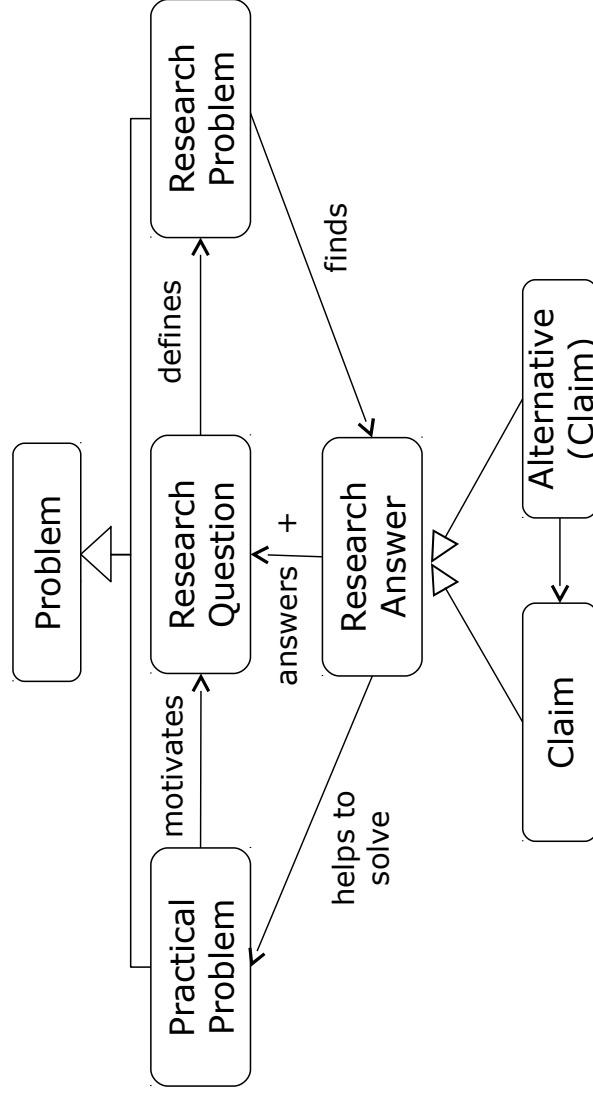 Problem
Practical
Problem
motivates
Research
Question
defines
Research
Problem
answers
+
finds
helps to
solve
Research
Answer
Claim
Alternative
(Claim)